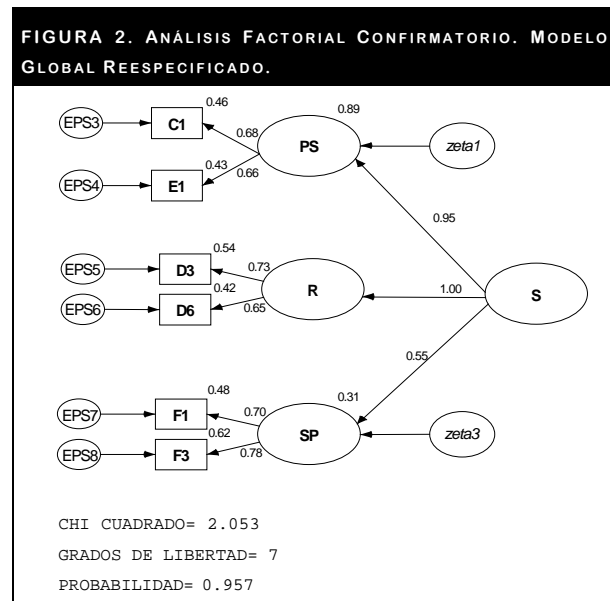 FIGURA 2. ANÁLISIS FACTORIAL CONFIRMATORIO. MODELO
GLOBAL REESPECIFICADO.
0.46
0.89
EPS3
C1
0.68
PS
zeta1
0.43
0.66
EPS4
E1
0.95
0.54
EPS5
D3
0.73
R
1.00
S
0.42
EPS6
D6
0.65
0.55
0.48
0.31
EPS7
F1
0.70
SP
zeta3
0.62
EPS8
F3
0.78
CHI CUADRADO= 2.053
GRADOS DE LIBERTAD= 7
PROBABILIDAD= 0.957